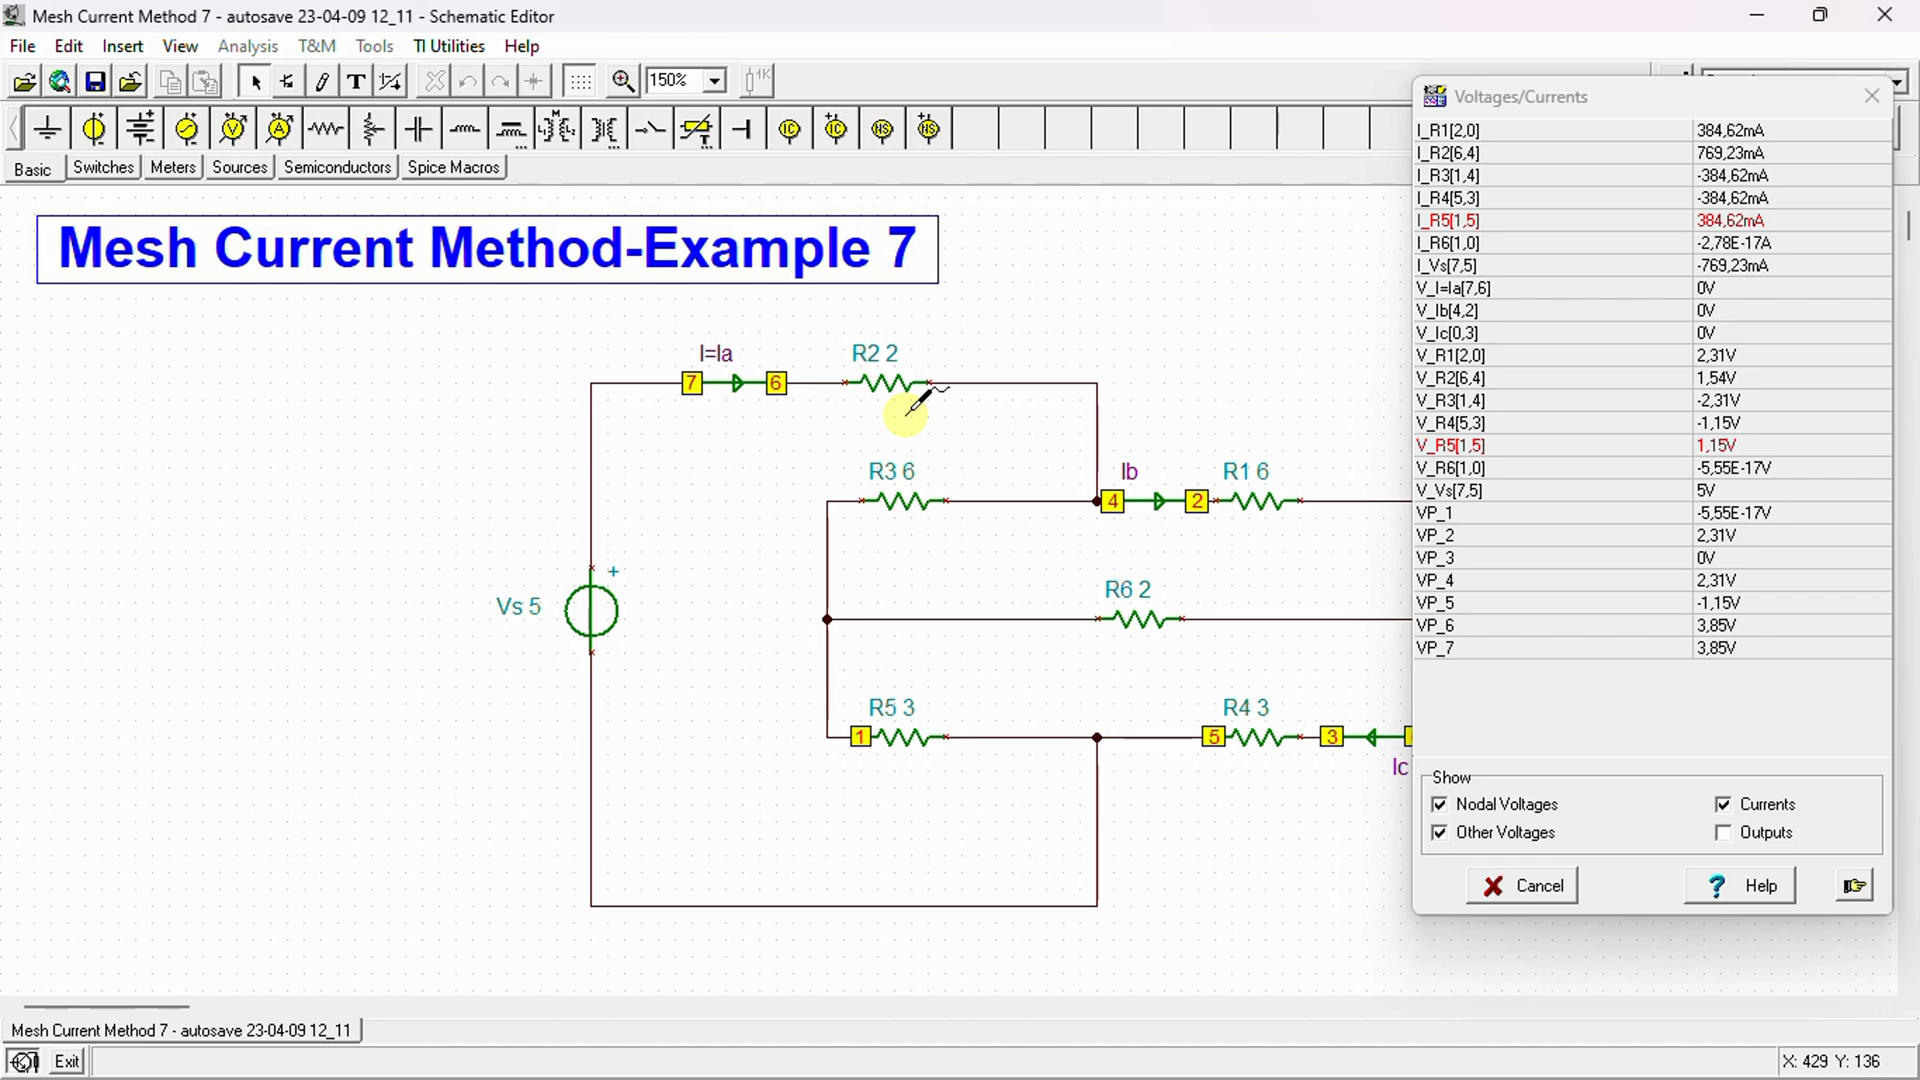 Mesh Current Method 7 - autosave 23-04-09 12_11 - Schematic Editor
File Edit Insert View Analysis T&M Tools TI Utilities Help
T 150% 1K
V A M IC IC NS NS
Basic Switches Meters Sources Semiconductors Spice Macros
Mesh Current Method-Example 7
I=Ia R2 2
7 6
R3 6 Ib R1 6
4 2
+
Vs 5
R6 2
R5 3 R4 3
1 5 3
Ic
Voltages/Currents
I_R1[2,0] 384,62mA
I_R2[6,4] 769,23mA
I_R3[1,4] -384,62mA
I_R4[5,3] -384,62mA
I_R5[1,5] 384,62mA
I_R6[1,0] -2,78E-17A
I_Vs[7,5] -769,23mA
V_I=Ia[7,6] 0V
V_Ib[4,2] 0V
V_Ic[0,3] 0V
V_R1[2,0] 2,31V
V_R2[6,4] 1,54V
V_R3[1,4] -2,31V
V_R4[5,3] -1,15V
V_R5[1,5] 1,15V
V_R6[1,0] -5,55E-17V
V_Vs[7,5] 5V
VP_1 -5,55E-17V
VP_2 2,31V
VP_3 0V
VP_4 2,31V
VP_5 -1,15V
VP_6 3,85V
VP_7 3,85V
Show
Nodal Voltages Currents
Other Voltages Outputs
Cancel Help
Mesh Current Method 7 - autosave 23-04-09 12_11
Exit X: 429 Y: 136